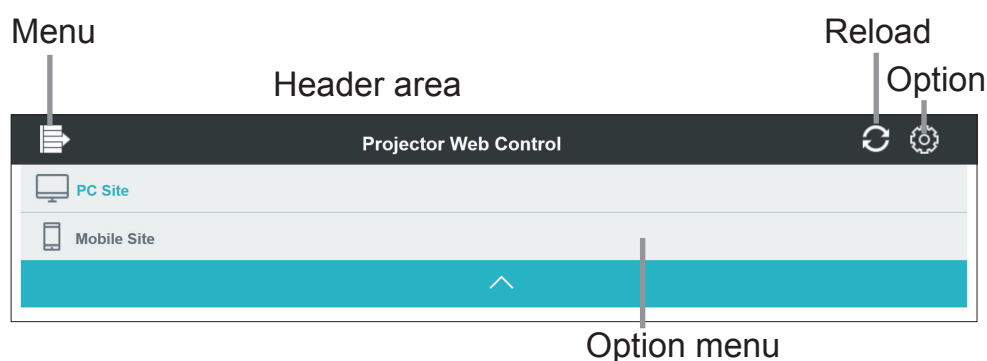 Menu
Reload
Header area
Option
Projector Web Control
PC Site
Mobile Site
Option menu